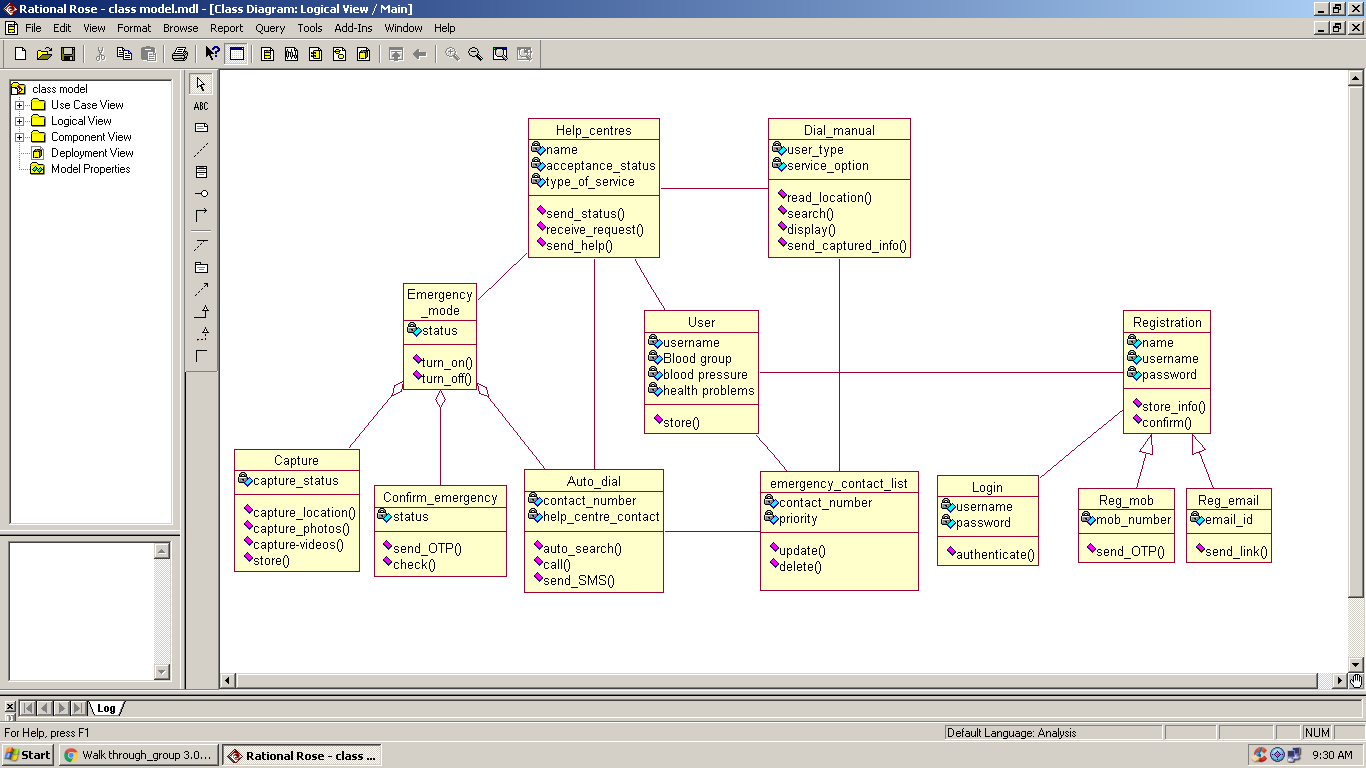 Rational Rose - class model.mdl - [Class Diagram: Logical View / Main]
File Edit View Format Browse Report Query Tools Add-Ins Window Help
ABC
class model
Use Case View
Logical View
Component View
Deployment View
Model Properties
Help_centres
name
acceptance_status
type_of_service
send_status()
receive_request()
send_help()
Dial_manual
user_type
service_option
read_location()
search()
display()
send_captured_info()
Emergency
_mode
status
turn_on()
turn_off()
User
username
Blood group
blood pressure
health problems
store()
Registration
name
username
password
store_info()
confirm()
Capture
capture_status
capture_location()
capture_photos()
capture-videos()
store()
Confirm_emergency
status
send_OTP()
check()
Auto_dial
contact_number
help_centre_contact
auto_search()
call()
send_SMS()
emergency_contact_list
contact_number
priority
update()
delete()
Login
username
password
authenticate()
Reg_mob
mob_number
send_OTP()
Reg_email
email_id
send_link()
Log
For Help, press F1
Default Language: Analysis
NUM
Start
Walk through_group 3.0...
Rational Rose - class ...
9:30 AM